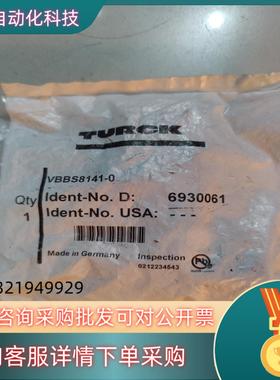 自动化科技
TURCK
VBBS8141-0
Qty
1
Ident-No. D: 6930061
Ident-No. USA: ---
Made in Germany
Inspection
0212234543
Pb
321949929
咨询采购批发可对公开票
客服详情下单采购